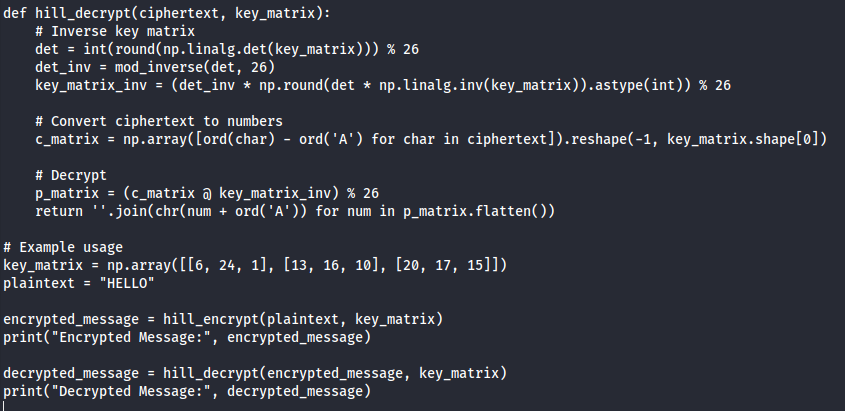 def hill_decrypt(ciphertext, key_matrix):
    # Inverse key matrix
    det = int(round(np.linalg.det(key_matrix))) % 26
    det_inv = mod_inverse(det, 26)
    key_matrix_inv = (det_inv * np.round(det * np.linalg.inv(key_matrix)).astype(int)) % 26

    # Convert ciphertext to numbers
    c_matrix = np.array([ord(char) - ord('A') for char in ciphertext]).reshape(-1, key_matrix.shape[0])

    # Decrypt
    p_matrix = (c_matrix @ key_matrix_inv) % 26
    return ''.join(chr(num + ord('A')) for num in p_matrix.flatten())

# Example usage
key_matrix = np.array([[6, 24, 1], [13, 16, 10], [20, 17, 15]])
plaintext = "HELLO"

encrypted_message = hill_encrypt(plaintext, key_matrix)
print("Encrypted Message:", encrypted_message)

decrypted_message = hill_decrypt(encrypted_message, key_matrix)
print("Decrypted Message:", decrypted_message)